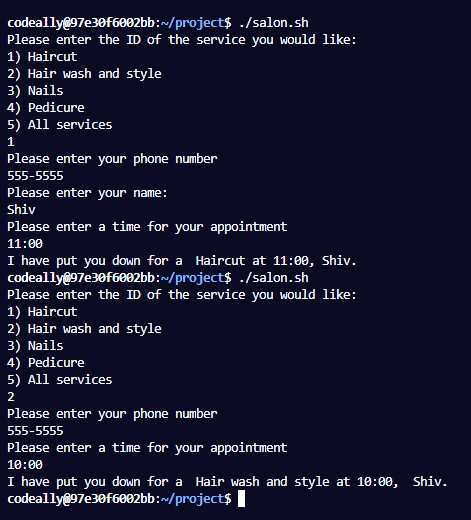 codeally@97e30f6002bb:~/project$ ./salon.sh
Please enter the ID of the service you would like:
1) Haircut
2) Hair wash and style
3) Nails
4) Pedicure
5) All services
1
Please enter your phone number
555-5555
Please enter your name:
Shiv
Please enter a time for your appointment
11:00
I have put you down for a  Haircut at 11:00, Shiv.
codeally@97e30f6002bb:~/project$ ./salon.sh
Please enter the ID of the service you would like:
1) Haircut
2) Hair wash and style
3) Nails
4) Pedicure
5) All services
2
Please enter your phone number
555-5555
Please enter a time for your appointment
10:00
I have put you down for a  Hair wash and style at 10:00,  Shiv.
codeally@97e30f6002bb:~/project$